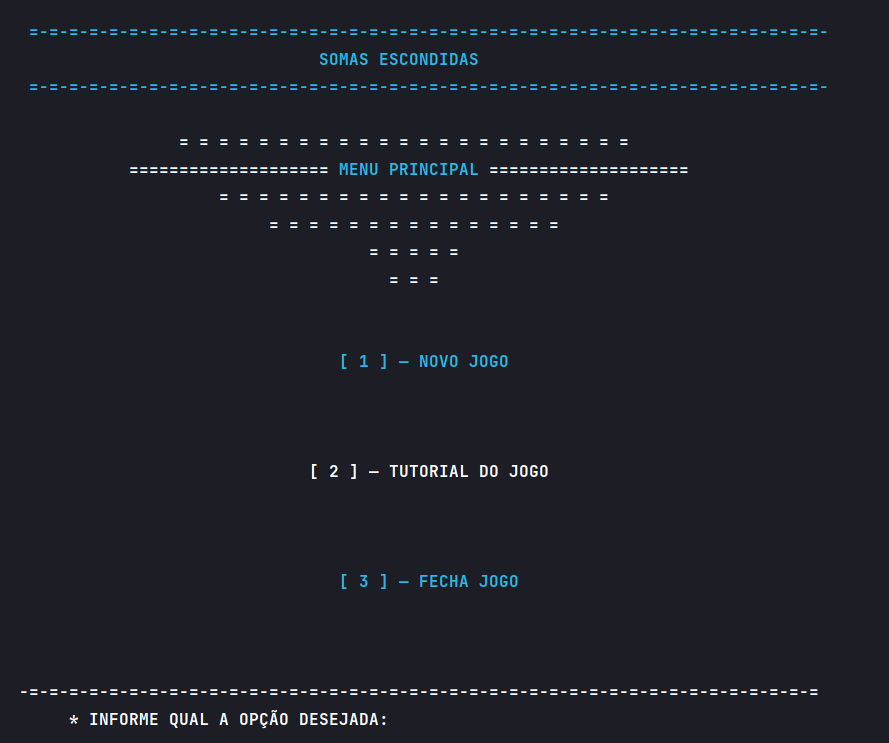 =-=-=-=-=-=-=-=-=-=-=-=-=-=-=-=-=-=-=-=-=-=-=-=-=-=-=-=-=-=-=-=-=-=-=-=-=-=-=-=-
SOMAS ESCONDIDAS
=-=-=-=-=-=-=-=-=-=-=-=-=-=-=-=-=-=-=-=-=-=-=-=-=-=-=-=-=-=-=-=-=-=-=-=-=-=-=-=-
= = = = = = = = = = = = = = = = = = = = = = =
==================== MENU PRINCIPAL ====================
= = = = = = = = = = = = = = = = = = = =
= = = = = = = = = = = = = = =
= = = = =
= = =
[ 1 ] – NOVO JOGO
[ 2 ] – TUTORIAL DO JOGO
[ 3 ] – FECHA JOGO
-=-=-=-=-=-=-=-=-=-=-=-=-=-=-=-=-=-=-=-=-=-=-=-=-=-=-=-=-=-=-=-=-=-=-=-=-=-=-=-=
* INFORME QUAL A OPÇÃO DESEJADA: